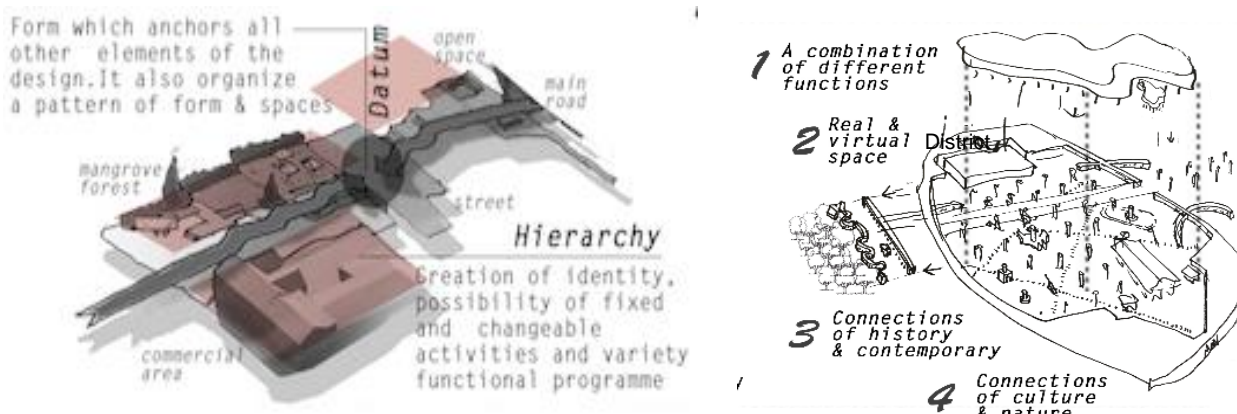 Form which anchors all
other elements of the
design.It also organize
a pattern of form & spaces
Datum
open
space
main
road
mangrove
forest
street
Hierarchy
Creation of identity,
possibility of fixed
and changeable
activities and variety
functional programme
commercial
area
1 A combination
of different
functions
2 Real &
virtual
space
District
3 Connections
of history
& contemporary
4 Connections
of culture
& nature